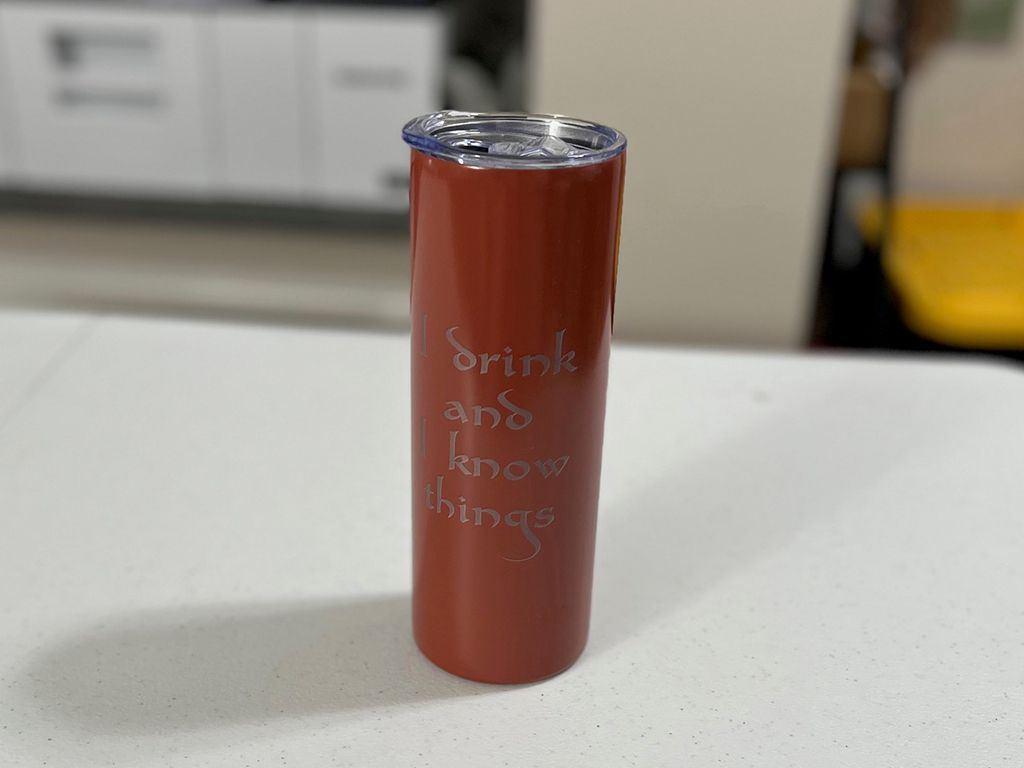 I drink
and
I know
things